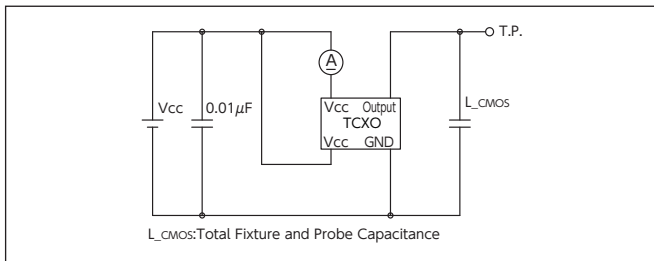 T.P.
A
Vcc
0.01μF
L_CMOS
Vcc Output
TCXO
Vcc GND
L_CMOS:Total Fixture and Probe Capacitance